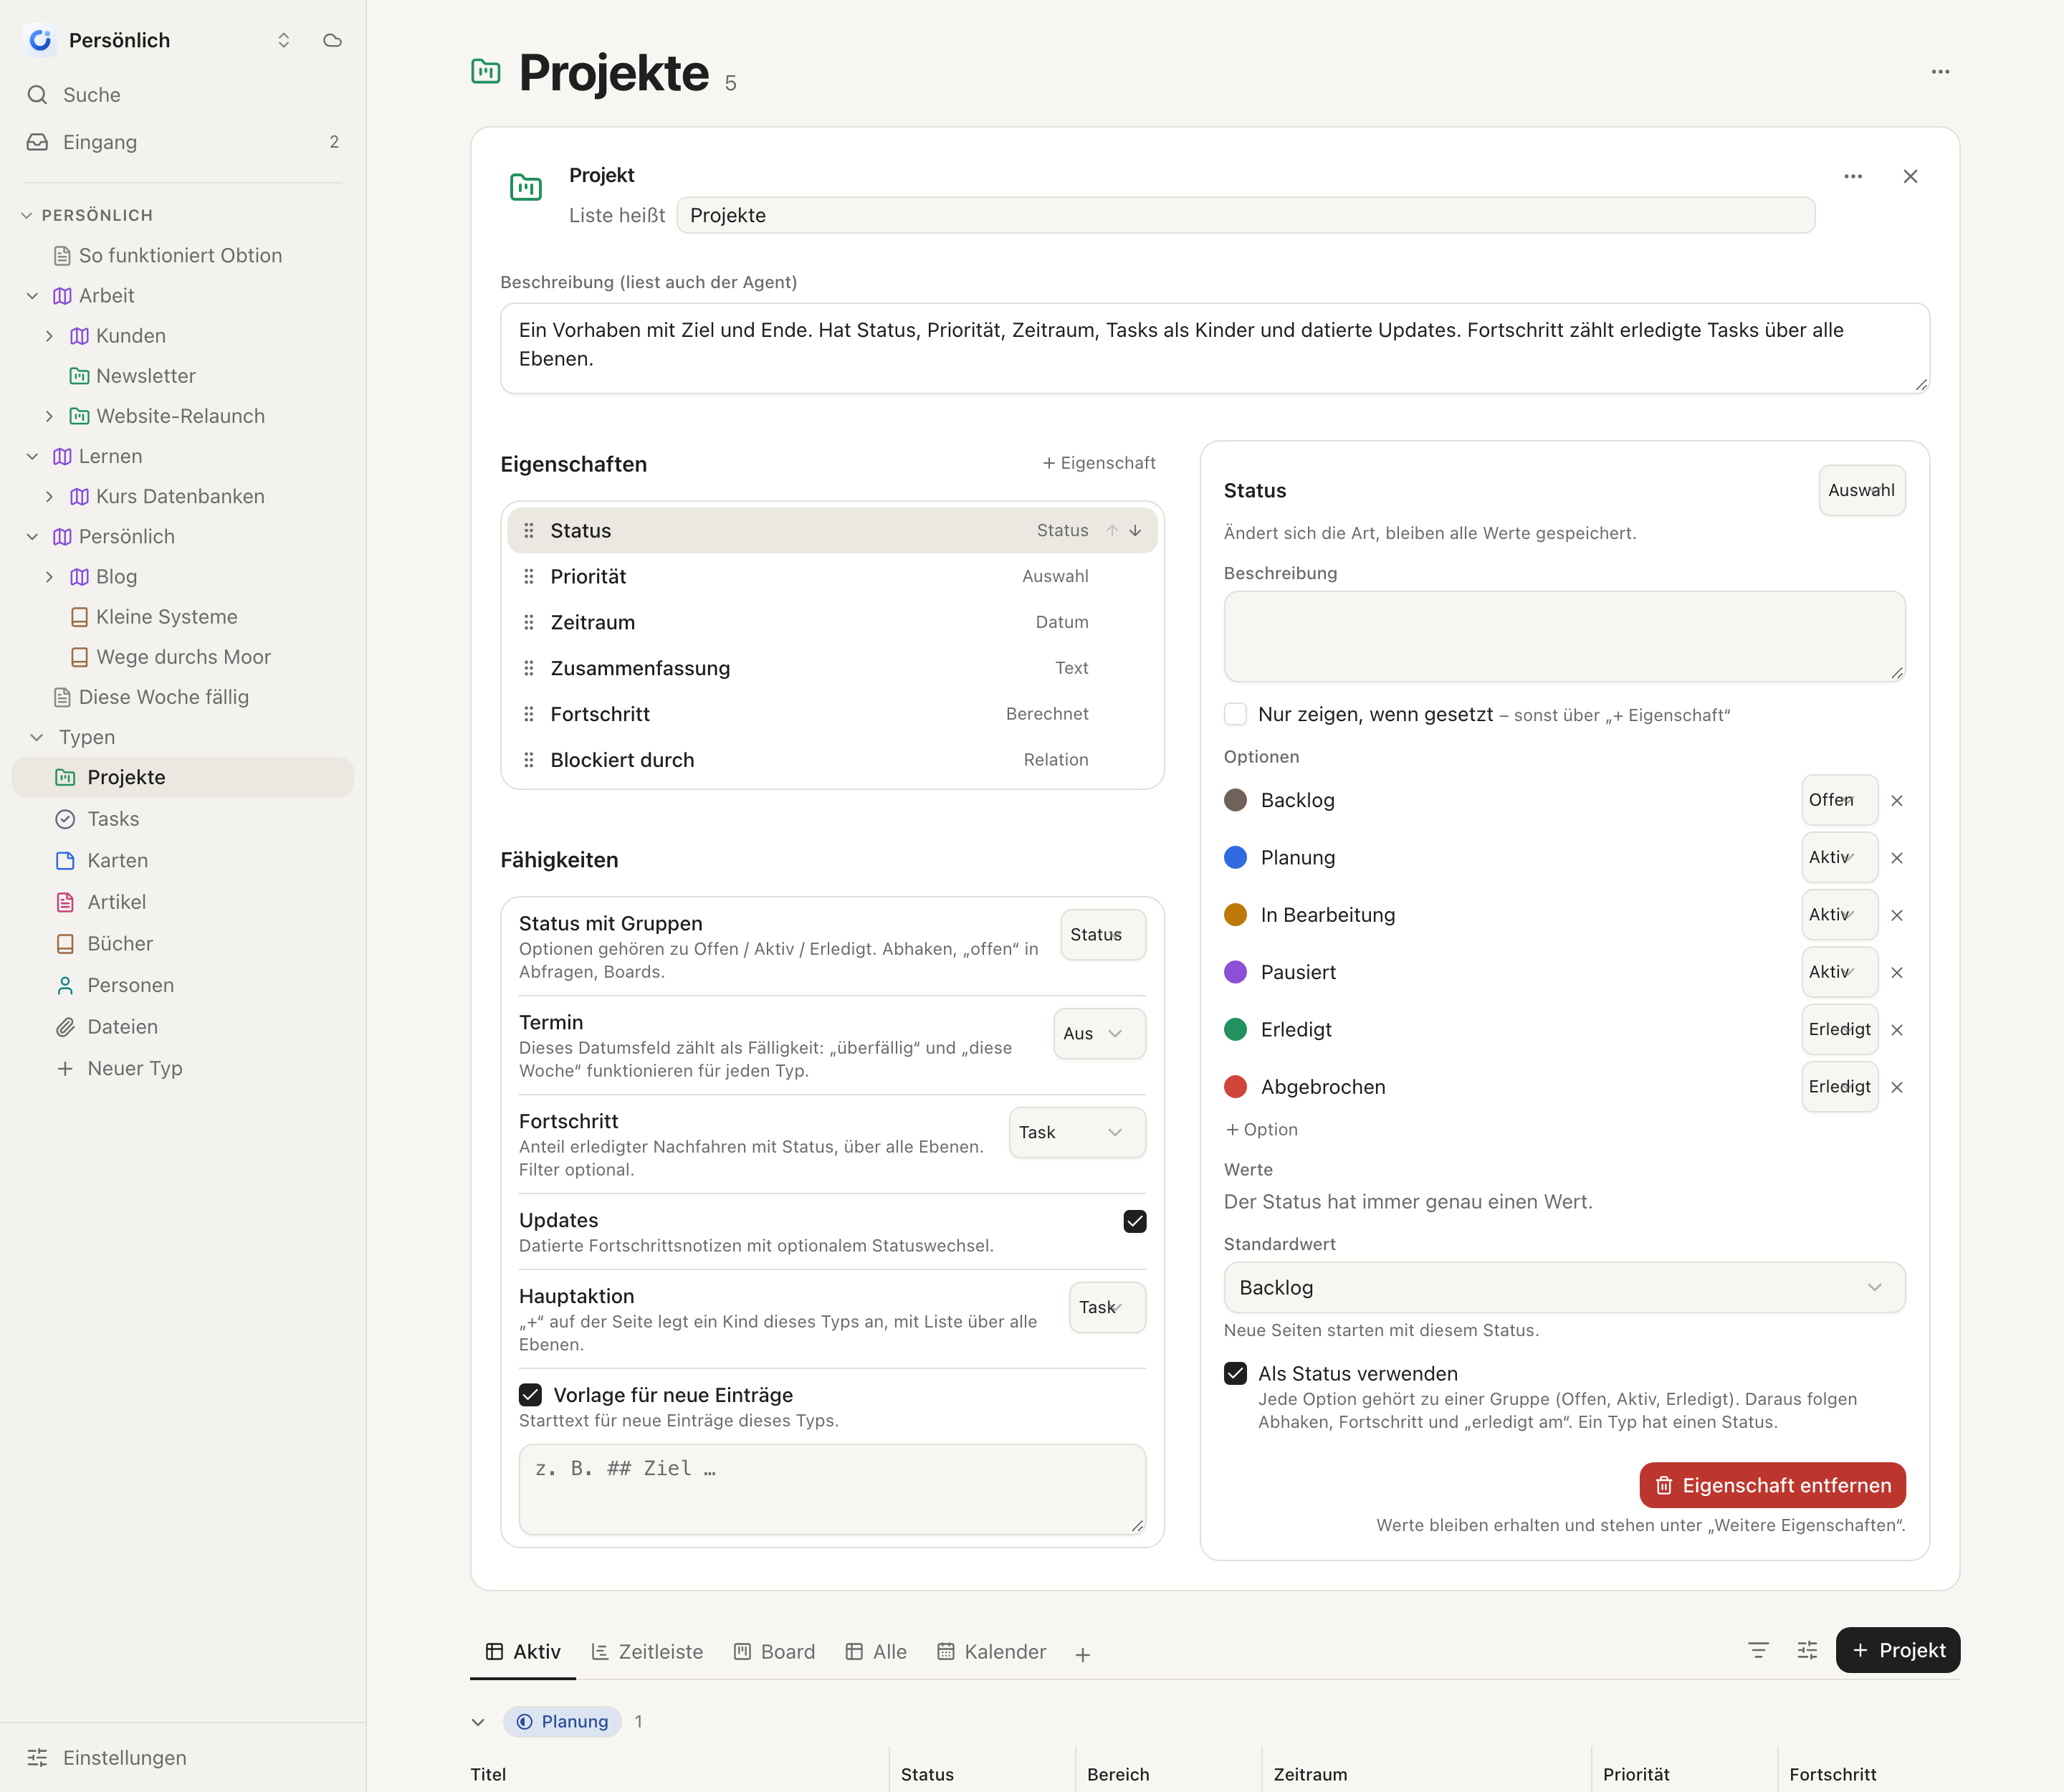 Persönlich
Suche
Eingang 2
PERSÖNLICH
So funktioniert Obtion
Arbeit
Kunden
Newsletter
Website-Relaunch
Lernen
Kurs Datenbanken
Persönlich
Blog
Kleine Systeme
Wege durchs Moor
Diese Woche fällig
Typen
Projekte
Tasks
Karten
Artikel
Bücher
Personen
Dateien
Neuer Typ
Einstellungen
Projekte 5
Projekt
Liste heißt Projekte
Beschreibung (liest auch der Agent)
Ein Vorhaben mit Ziel und Ende. Hat Status, Priorität, Zeitraum, Tasks als Kinder und datierte Updates. Fortschritt zählt erledigte Tasks über alle
Ebenen.
Eigenschaften + Eigenschaft
Status Status
Priorität Auswahl
Zeitraum Datum
Zusammenfassung Text
Fortschritt Berechnet
Blockiert durch Relation
Fähigkeiten
Status mit Gruppen Status
Optionen gehören zu Offen / Aktiv / Erledigt. Abhaken, „offen“ in
Abfragen, Boards.
Termin Aus
Dieses Datumsfeld zählt als Fälligkeit: „überfällig“ und „diese
Woche“ funktionieren für jeden Typ.
Fortschritt Task
Anteil erledigter Nachfahren mit Status, über alle Ebenen.
Filter optional.
Updates
Datierte Fortschrittsnotizen mit optionalem Statuswechsel.
Hauptaktion Task
„+“ auf der Seite legt ein Kind dieses Typs an, mit Liste über alle
Ebenen.
Vorlage für neue Einträge
Starttext für neue Einträge dieses Typs.
z. B. ## Ziel …
Status Auswahl
Ändert sich die Art, bleiben alle Werte gespeichert.
Beschreibung
Nur zeigen, wenn gesetzt – sonst über „+ Eigenschaft“
Optionen
Backlog Offen
Planung Aktiv
In Bearbeitung Aktiv
Pausiert Aktiv
Erledigt Erledigt
Abgebrochen Erledigt
+ Option
Werte
Der Status hat immer genau einen Wert.
Standardwert
Backlog
Neue Seiten starten mit diesem Status.
Als Status verwenden
Jede Option gehört zu einer Gruppe (Offen, Aktiv, Erledigt). Daraus folgen
Abhaken, Fortschritt und „erledigt am“. Ein Typ hat einen Status.
Eigenschaft entfernen
Werte bleiben erhalten und stehen unter „Weitere Eigenschaften“.
Aktiv Zeitleiste Board Alle Kalender + + Projekt
Planung 1
Titel Status Bereich Zeitraum Priorität Fortschritt